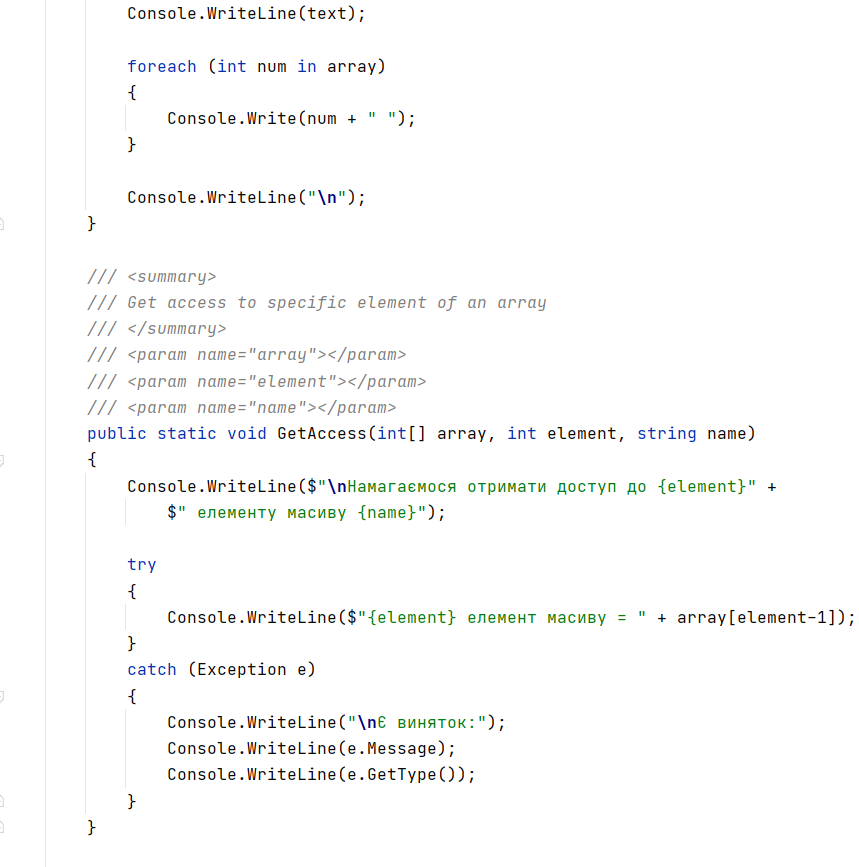 Console.WriteLine(text);
foreach (int num in array)
{
Console.Write(num + " ");
}
Console.WriteLine("\n");
}
/// <summary>
/// Get access to specific element of an array
/// </summary>
/// <param name="array"></param>
/// <param name="element"></param>
/// <param name="name"></param>
public static void GetAccess(int[] array, int element, string name)
{
Console.WriteLine($"\nНамагаємося отримати доступ до {element}" +
$" елементу масиву {name}");
try
{
Console.WriteLine($"{element} елемент масиву = " + array[element-1]);
}
catch (Exception e)
{
Console.WriteLine("\nЄ виняток:");
Console.WriteLine(e.Message);
Console.WriteLine(e.GetType());
}
}